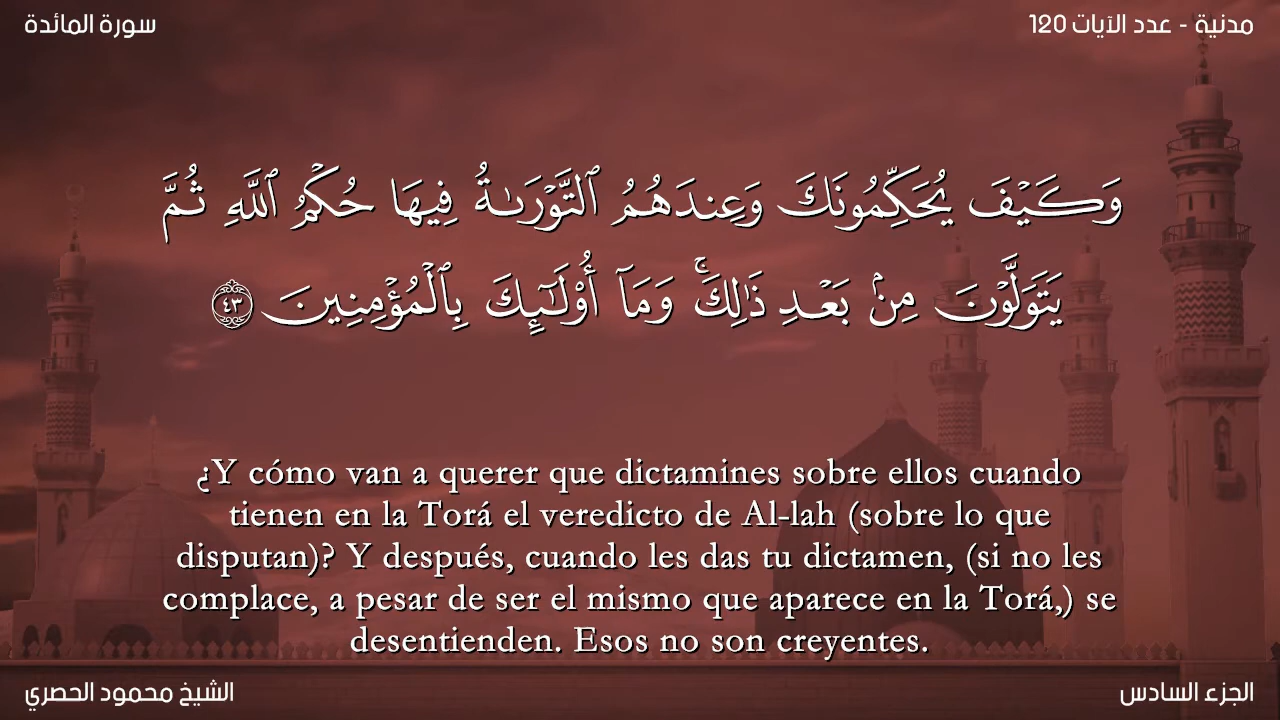 سورة المائدة
مدنية - عدد الآيات 120
وَكَيْفَ يُحَكِّمُونَكَ وَعِندَهُمُ ٱلتَّوْرَىٰةُ فِيهَا حُكْمُ ٱللَّهِ ثُمَّ
يَتَوَلَّوْنَ مِنۢ بَعْدِ ذَٰلِكَ ۚ وَمَآ أُو۟لَـٰٓئِكَ بِٱلْمُؤْمِنِينَ ٤٣
¿Y cómo van a querer que dictamines sobre ellos cuando
tienen en la Torá el veredicto de Al-lah (sobre lo que
disputan)? Y después, cuando les das tu dictamen, (si no les
complace, a pesar de ser el mismo que aparece en la Torá,) se
desentienden. Esos no son creyentes.
الشيخ محمود الحصري
الجزء السادس